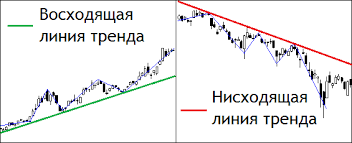 Восходящая
линия тренда
Нисходящая
линия тренда